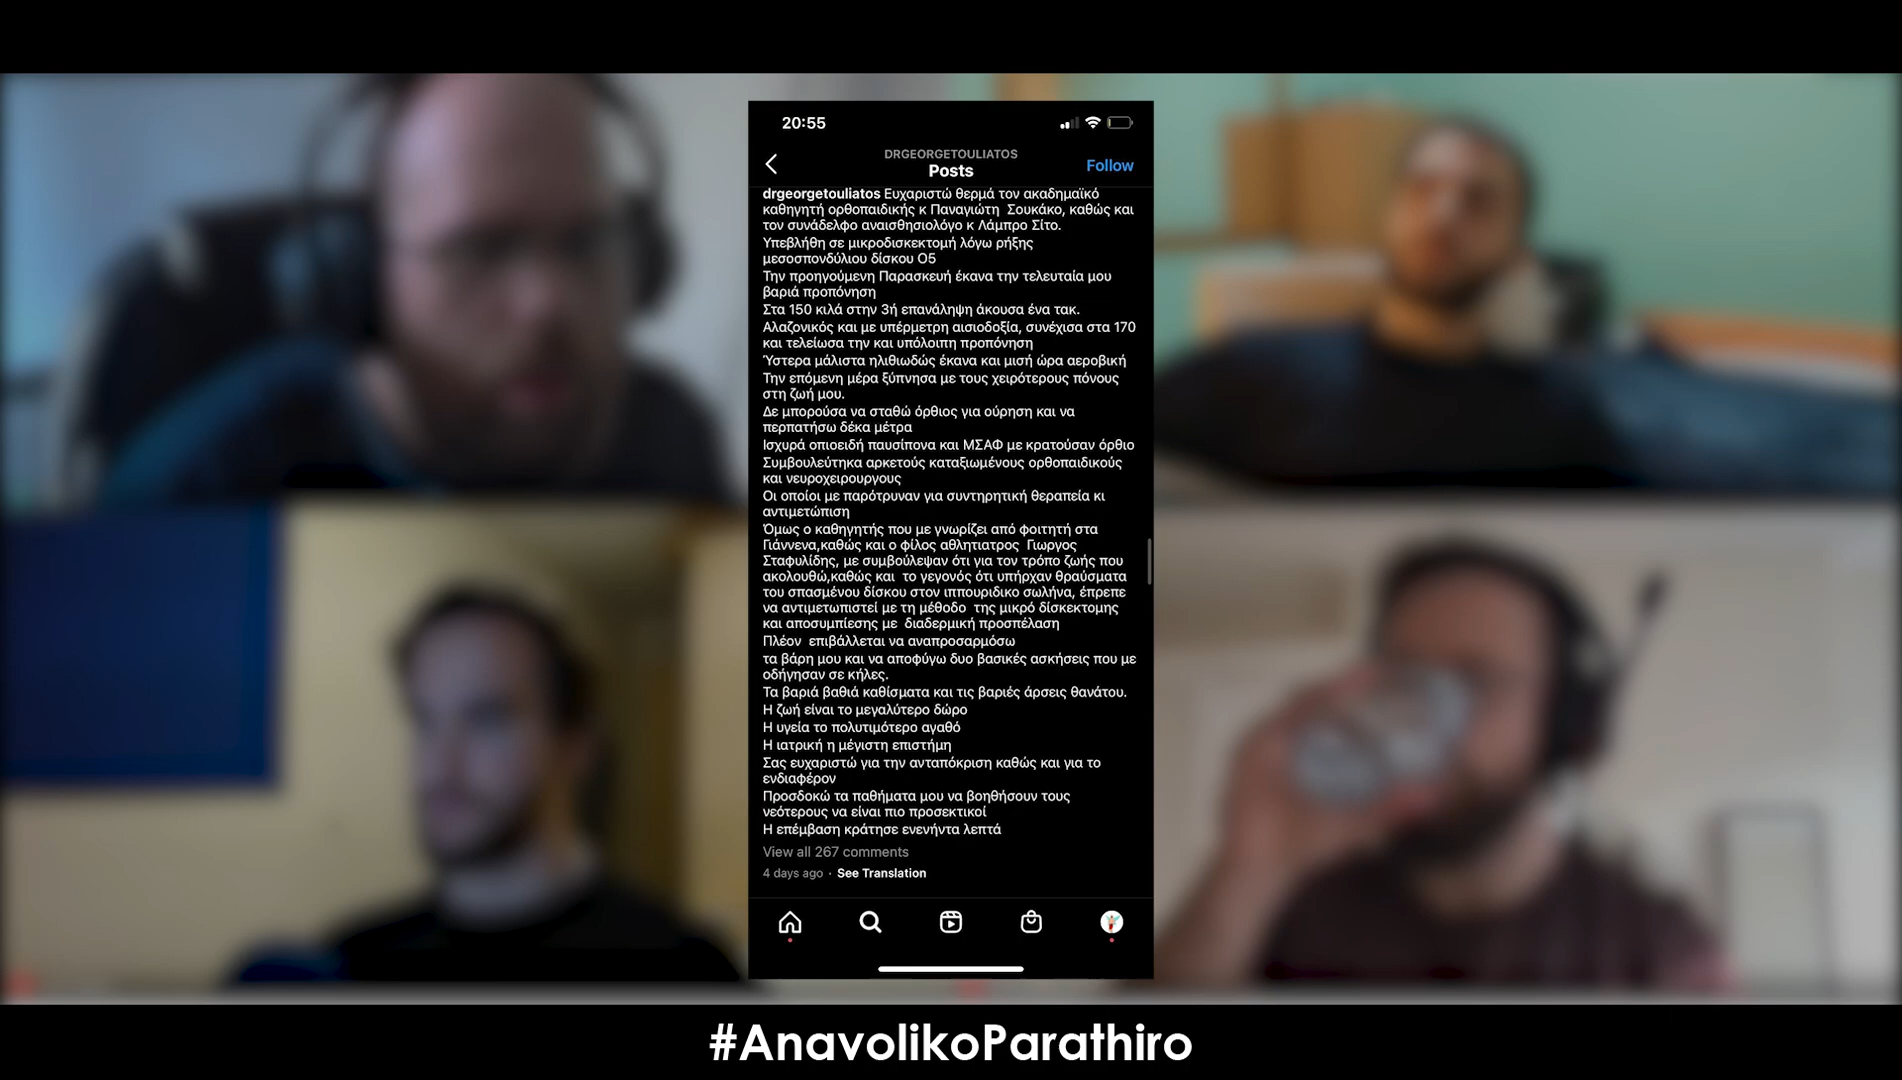 20:55
DRGEORGETOULIATOS
Posts
Follow
drgeorgetouliatos Ευχαριστώ θερμά τον ακαδημαϊκό
καθηγητή ορθοπαιδικής κ Παναγιώτη Σουκάκο, καθώς και
τον συνάδελφο αναισθησιολόγο κ Λάμπρο Σίτο.
Υπεβλήθη σε μικροδισκεκτομή λόγω ρήξης
μεσοσπονδύλιου δίσκου Ο5
Την προηγούμενη Παρασκευή έκανα την τελευταία μου
βαριά προπόνηση
Στα 150 κιλά στην 3ή επανάληψη άκουσα ένα τακ.
Αλαζονικός και με υπέρμετρη αισιοδοξία, συνέχισα στα 170
και τελείωσα την και υπόλοιπη προπόνηση
Ύστερα μάλιστα ηλιθιωδώς έκανα και μισή ώρα αεροβική
Την επόμενη μέρα ξύπνησα με τους χειρότερους πόνους
στη ζωή μου.
Δε μπορούσα να σταθώ όρθιος για ούρηση και να
περπατήσω δέκα μέτρα
Ισχυρά οπιοειδή παυσίπονα και ΜΣΑΦ με κρατούσαν όρθιο
Συμβουλεύτηκα αρκετούς καταξιωμένους ορθοπαιδικούς
και νευροχειρουργους
Οι οποίοι με παρότρυναν για συντηρητική θεραπεία κι
αντιμετώπιση
Όμως ο καθηγητής που με γνωρίζει από φοιτητή στα
Γιάννενα,καθώς και ο φίλος αθλητιατρος Γιωργος
Σταφυλίδης, με συμβούλεψαν ότι για τον τρόπο ζωής που
ακολουθώ,καθώς και το γεγονός ότι υπήρχαν θραύσματα
του σπασμένου δίσκου στον ιππουριδικο σωλήνα, έπρεπε
να αντιμετωπιστεί με τη μέθοδο της μικρό δίσκεκτομης
και αποσυμπίεσης με διαδερμική προσπέλαση
Πλέον επιβάλλεται να αναπροσαρμόσω
τα βάρη μου και να αποφύγω δυο βασικές ασκήσεις που με
οδήγησαν σε κήλες.
Τα βαριά βαθιά καθίσματα και τις βαριές άρσεις θανάτου.
Η ζωή είναι το μεγαλύτερο δώρο
Η υγεία το πολυτιμότερο αγαθό
Η ιατρική η μέγιστη επιστήμη
Σας ευχαριστώ για την ανταπόκριση καθώς και για το
ενδιαφέρον
Προσδοκώ τα παθήματα μου να βοηθήσουν τους
νεότερους να είναι πιο προσεκτικοί
Η επέμβαση κράτησε ενενήντα λεπτά
View all 267 comments
4 days ago · See Translation
#AnavolikoParathiro